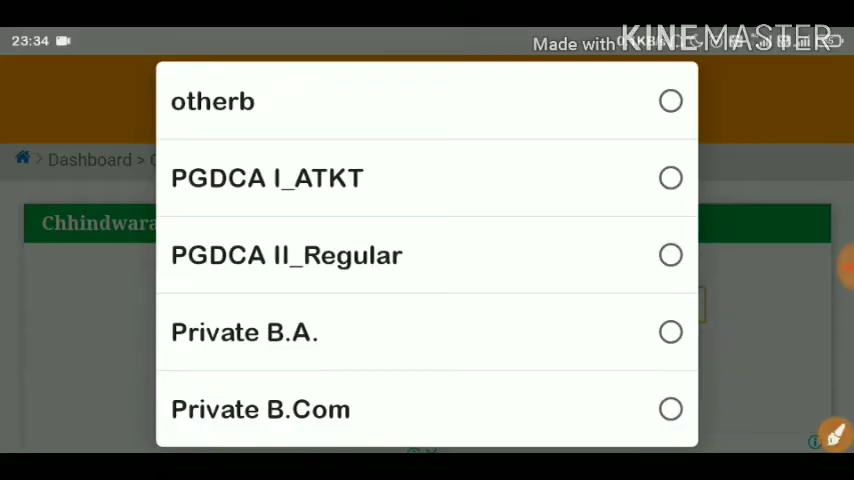 23:34
Made with KINEMASTER
otherb
Dashboard >
PGDCA I_ATKT
Chhindwara
PGDCA II_Regular
Private B.A.
Private B.Com